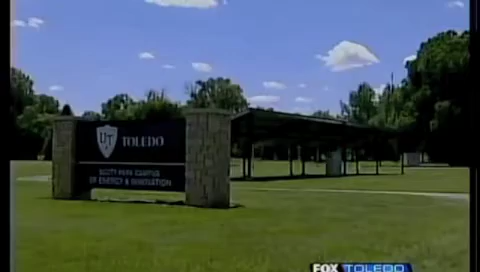 UT TOLEDO
SCOTT PARK CAMPUS
OF ENERGY & INNOVATION
FOX TOLEDO